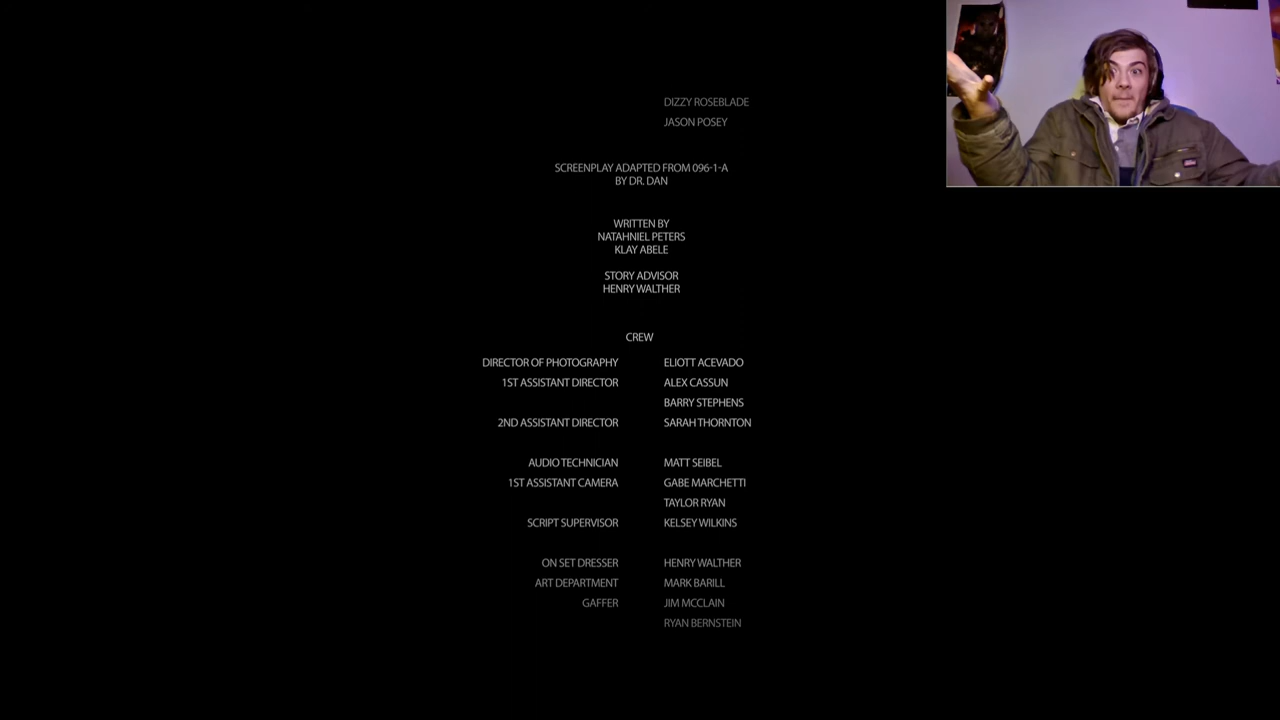 DIZZY ROSEBLADE
JASON POSEY
SCREENPLAY ADAPTED FROM 096-1-A
BY DR. DAN
WRITTEN BY
NATAHNIEL PETERS
KLAY ABELE
STORY ADVISOR
HENRY WALTHER
CREW
DIRECTOR OF PHOTOGRAPHY ELIOTT ACEVADO
1ST ASSISTANT DIRECTOR ALEX CASSUN
BARRY STEPHENS
2ND ASSISTANT DIRECTOR SARAH THORNTON
AUDIO TECHNICIAN MATT SEIBEL
1ST ASSISTANT CAMERA GABE MARCHETTI
TAYLOR RYAN
SCRIPT SUPERVISOR KELSEY WILKINS
ON SET DRESSER HENRY WALTHER
ART DEPARTMENT MARK BARILL
GAFFER JIM MCCLAIN
RYAN BERNSTEIN